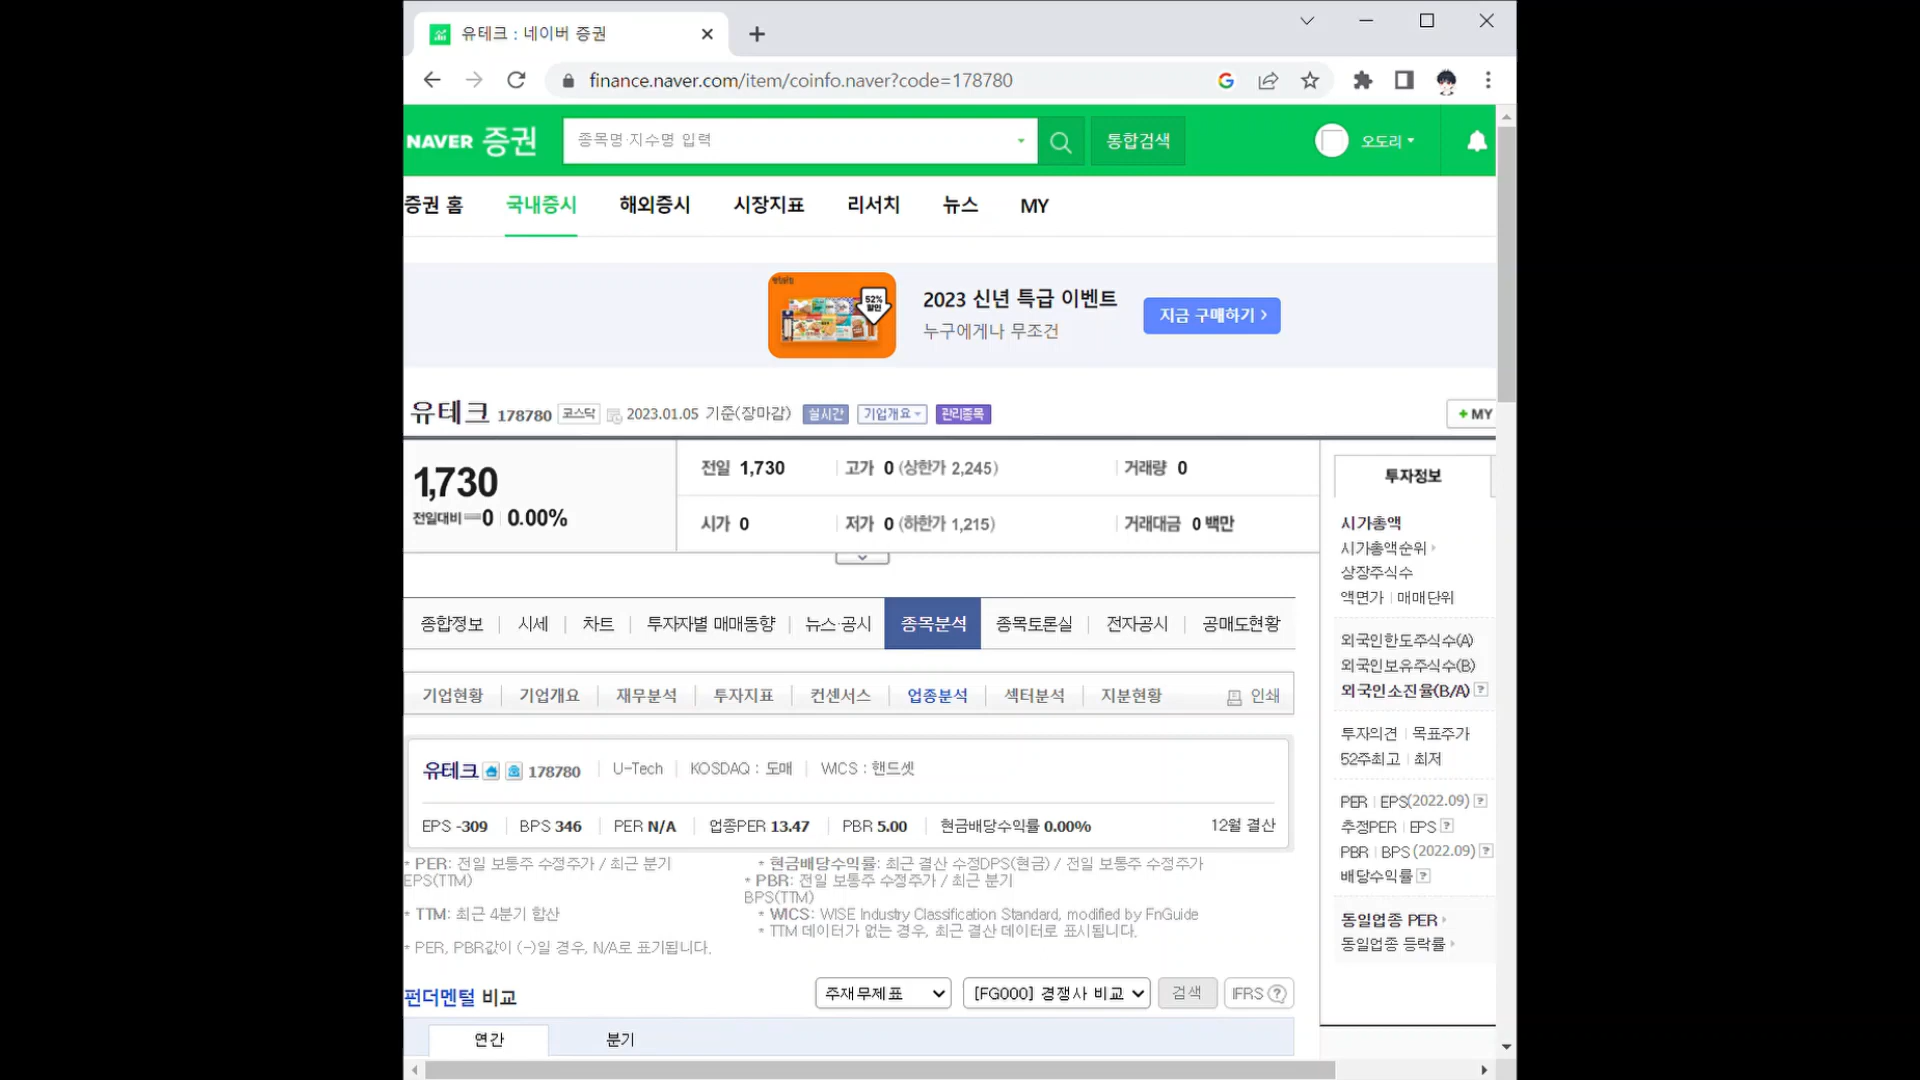 유테크 : 네이버 증권
finance.naver.com/item/coinfo.naver?code=178780
NAVER 증권
종목명·지수명 입력
통합검색
오도리
증권 홈 국내증시 해외증시 시장지표 리서치 뉴스 MY
52% 할인
2023 신년 특급 이벤트
누구에게나 무조건
지금 구매하기 >
유테크 178780 코스닥 2023.01.05 기준(장마감) 실시간 기업개요 관리종목
+ MY
1,730
전일대비 0 0.00%
전일 1,730 고가 0 (상한가 2,245) 거래량 0
시가 0 저가 0 (하한가 1,215) 거래대금 0 백만
투자정보
시가총액
시가총액순위
상장주식수
액면가 매매단위
외국인한도주식수(A)
외국인보유주식수(B)
외국인소진율(B/A) ?
투자의견 목표주가
52주최고 최저
PER EPS(2022.09) ?
추정PER EPS ?
PBR BPS (2022.09) ?
배당수익률 ?
동일업종 PER
동일업종 등락률
종합정보 시세 차트 투자자별 매매동향 뉴스·공시 종목분석 종목토론실 전자공시 공매도현황
기업현황 기업개요 재무분석 투자지표 컨센서스 업종분석 섹터분석 지분현황 인쇄
유테크 178780 U-Tech KOSDAQ : 도매 WICS : 핸드셋
EPS -309 BPS 346 PER N/A 업종PER 13.47 PBR 5.00 현금배당수익률 0.00% 12월 결산
* PER: 전일 보통주 수정주가 / 최근 분기
EPS(TTM)
* TTM: 최근 4분기 합산
* PER, PBR값이 (-)일 경우, N/A로 표기됩니다.
* 현금배당수익률: 최근 결산 수정DPS(현금) / 전일 보통주 수정주가
* PBR: 전일 보통주 수정주가 / 최근 분기
BPS(TTM)
* WICS: WISE Industry Classification Standard, modified by FnGuide
* TTM 데이터가 없는 경우, 최근 결산 데이터로 표시됩니다.
펀더멘털 비교
주재무제표 [FG000] 경쟁사 비교 검색 IFRS ?
연간 분기